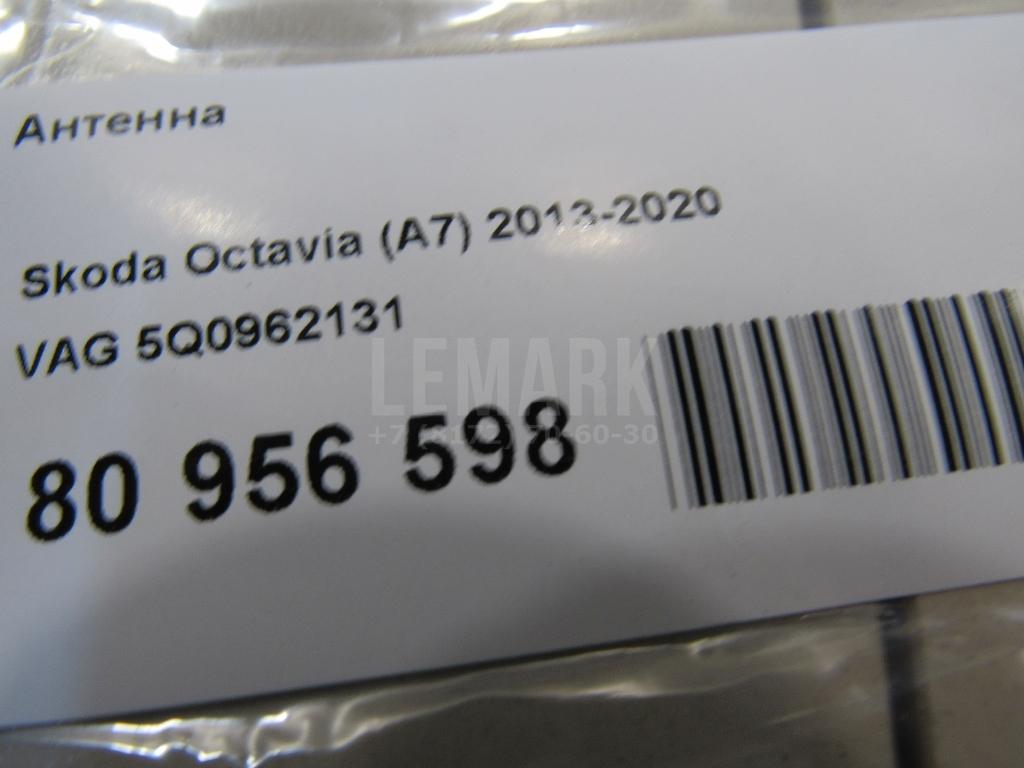 Антенна
Skoda Octavia (A7) 2013-2020
VAG 5Q0962131
LEMARK
80 956 598